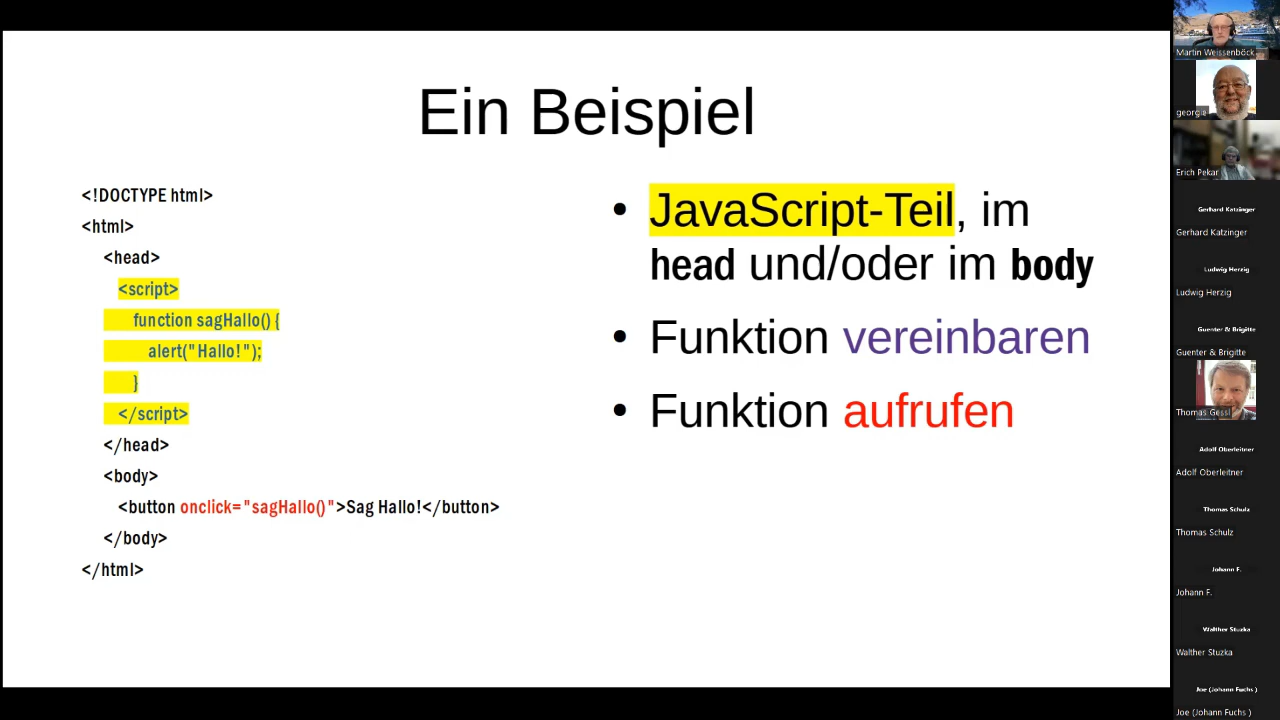 Ein Beispiel
<!DOCTYPE html>
<html>
<head>
<script>
function sagHallo() {
alert("Hallo!");
}
</script>
</head>
<body>
<button onclick="sagHallo()">Sag Hallo!</button>
</body>
</html>
• JavaScript-Teil, im
head und/oder im body
• Funktion vereinbaren
• Funktion aufrufen
Martin Weissenböck
georgie
Erich Pekar
Gerhard Katzinger
Gerhard Katzinger
Ludwig Herzig
Ludwig Herzig
Guenter & Brigitte
Guenter & Brigitte
Thomas Gessl
Adolf Oberleitner
Adolf Oberleitner
Thomas Schulz
Thomas Schulz
Johann F.
Johann F.
Walther Stuzka
Walther Stuzka
Joe (Johann Fuchs )
Joe (Johann Fuchs )